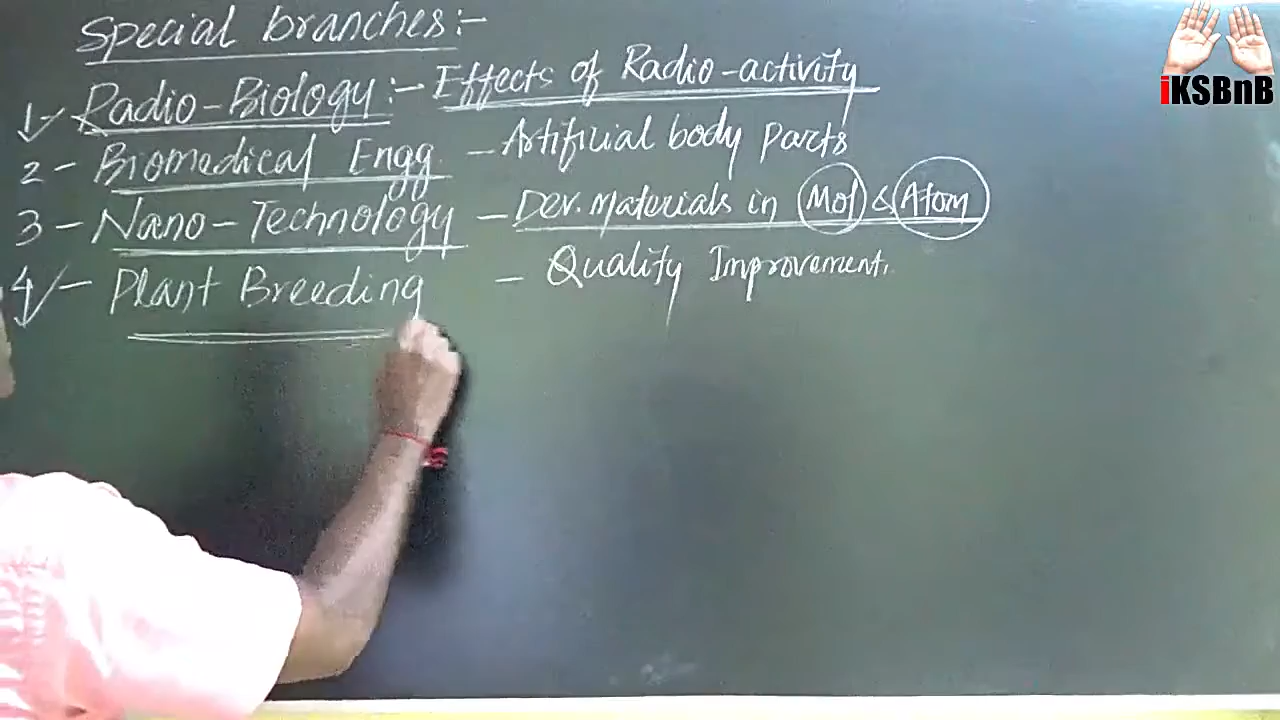 Special branches:-
1- Radio-Biology:- Effects of Radio-activity
2- Biomedical Engg. - Artificial body parts
3- Nano-Technology - Dev. materials in Mol & Atom
4- Plant Breeding - Quality Improvement.
iKSBnB